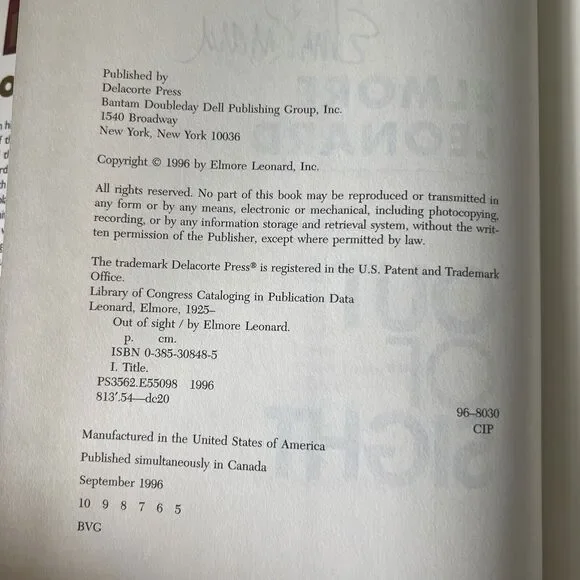 Published by
Delacorte Press
Bantam Doubleday Dell Publishing Group, Inc.
1540 Broadway
New York, New York 10036
Copyright © 1996 by Elmore Leonard, Inc.
All rights reserved. No part of this book may be reproduced or transmitted in
any form or by any means, electronic or mechanical, including photocopying,
recording, or by any information storage and retrieval system, without the writ-
ten permission of the Publisher, except where permitted by law.
The trademark Delacorte Press® is registered in the U.S. Patent and Trademark
Office.
Library of Congress Cataloging in Publication Data
Leonard, Elmore, 1925–
Out of sight / by Elmore Leonard.
p. cm.
ISBN 0-385-30848-5
I. Title.
PS3562.E55098 1996
813'.54—dc20
96–8030
CIP
Manufactured in the United States of America
Published simultaneously in Canada
September 1996
10 9 8 7 6 5
BVG
ELMORE
LEONARD
OUT
OF
SIGHT